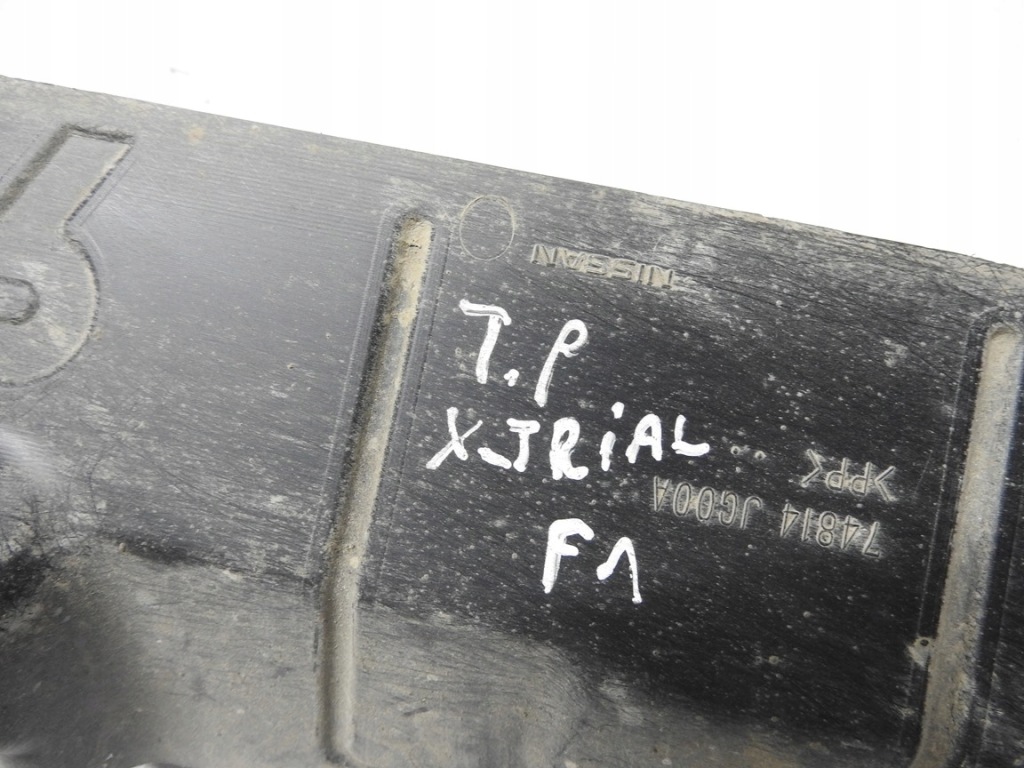 NISSAN
T.P
X-TRIAL
>PP<
74814 JG00A
F1